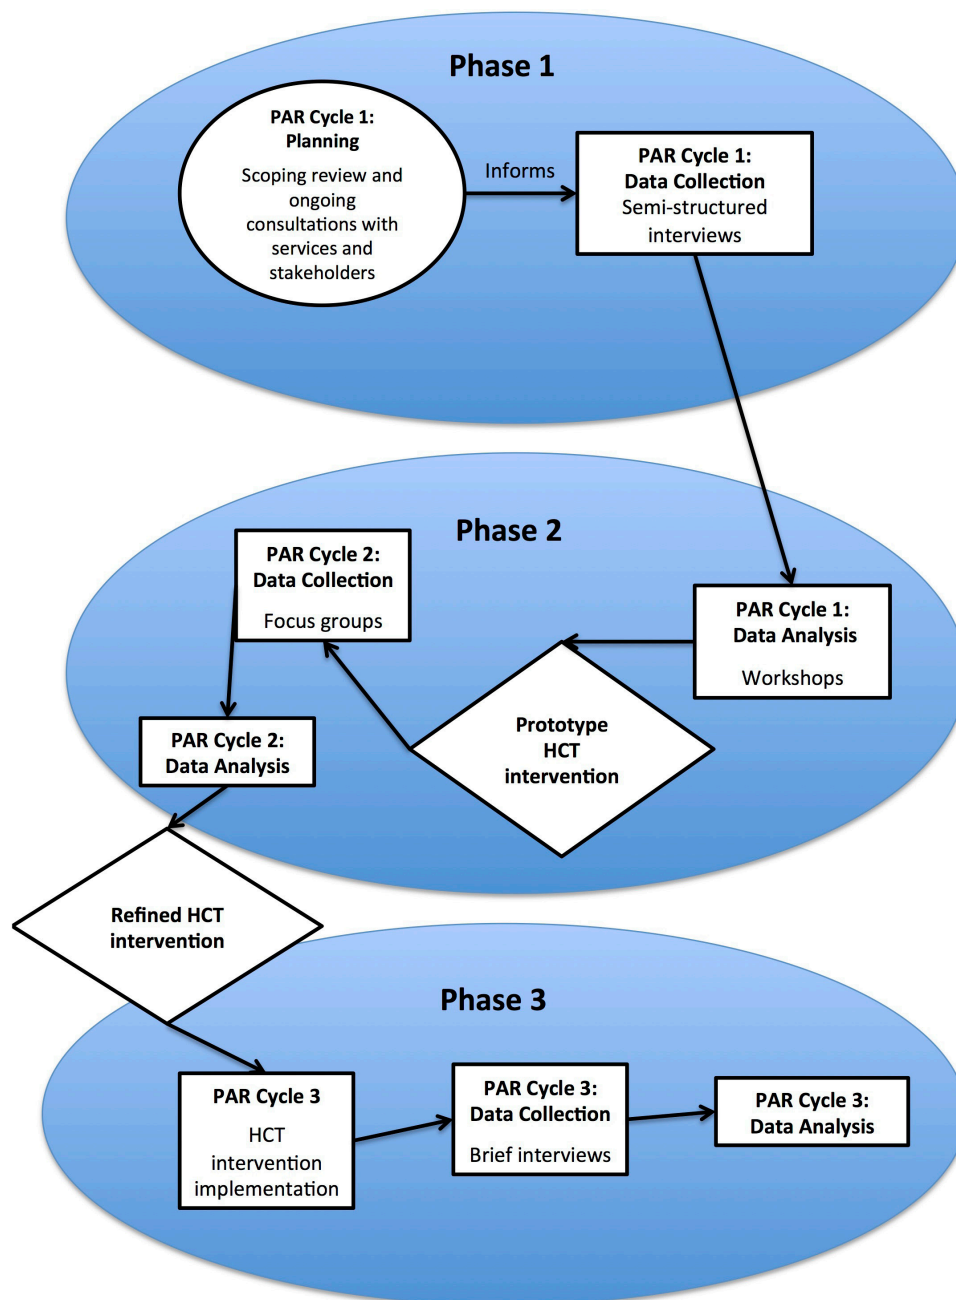 Phase 1
PAR Cycle 1:
Planning
Scoping review and
ongoing
consultations with
services and
stakeholders
Informs
PAR Cycle 1:
Data Collection
Semi-structured
interviews
Phase 2
PAR Cycle 2:
Data Collection
Focus groups
PAR Cycle 1:
Data Analysis
Workshops
Prototype
HCT
intervention
PAR Cycle 2:
Data Analysis
Refined HCT
intervention
Phase 3
PAR Cycle 3
HCT
intervention
implementation
PAR Cycle 3:
Data Collection
Brief interviews
PAR Cycle 3:
Data Analysis